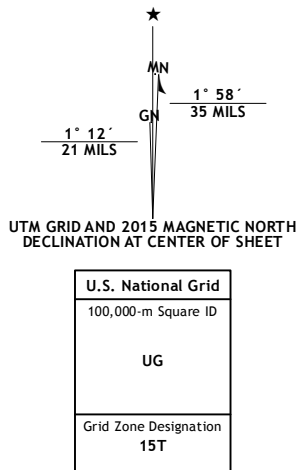 ★
MN
1° 58´
35 MILS
GN
1° 12´
21 MILS
UTM GRID AND 2015 MAGNETIC NORTH
DECLINATION AT CENTER OF SHEET
U.S. National Grid
100,000-m Square ID
UG
Grid Zone Designation
15T